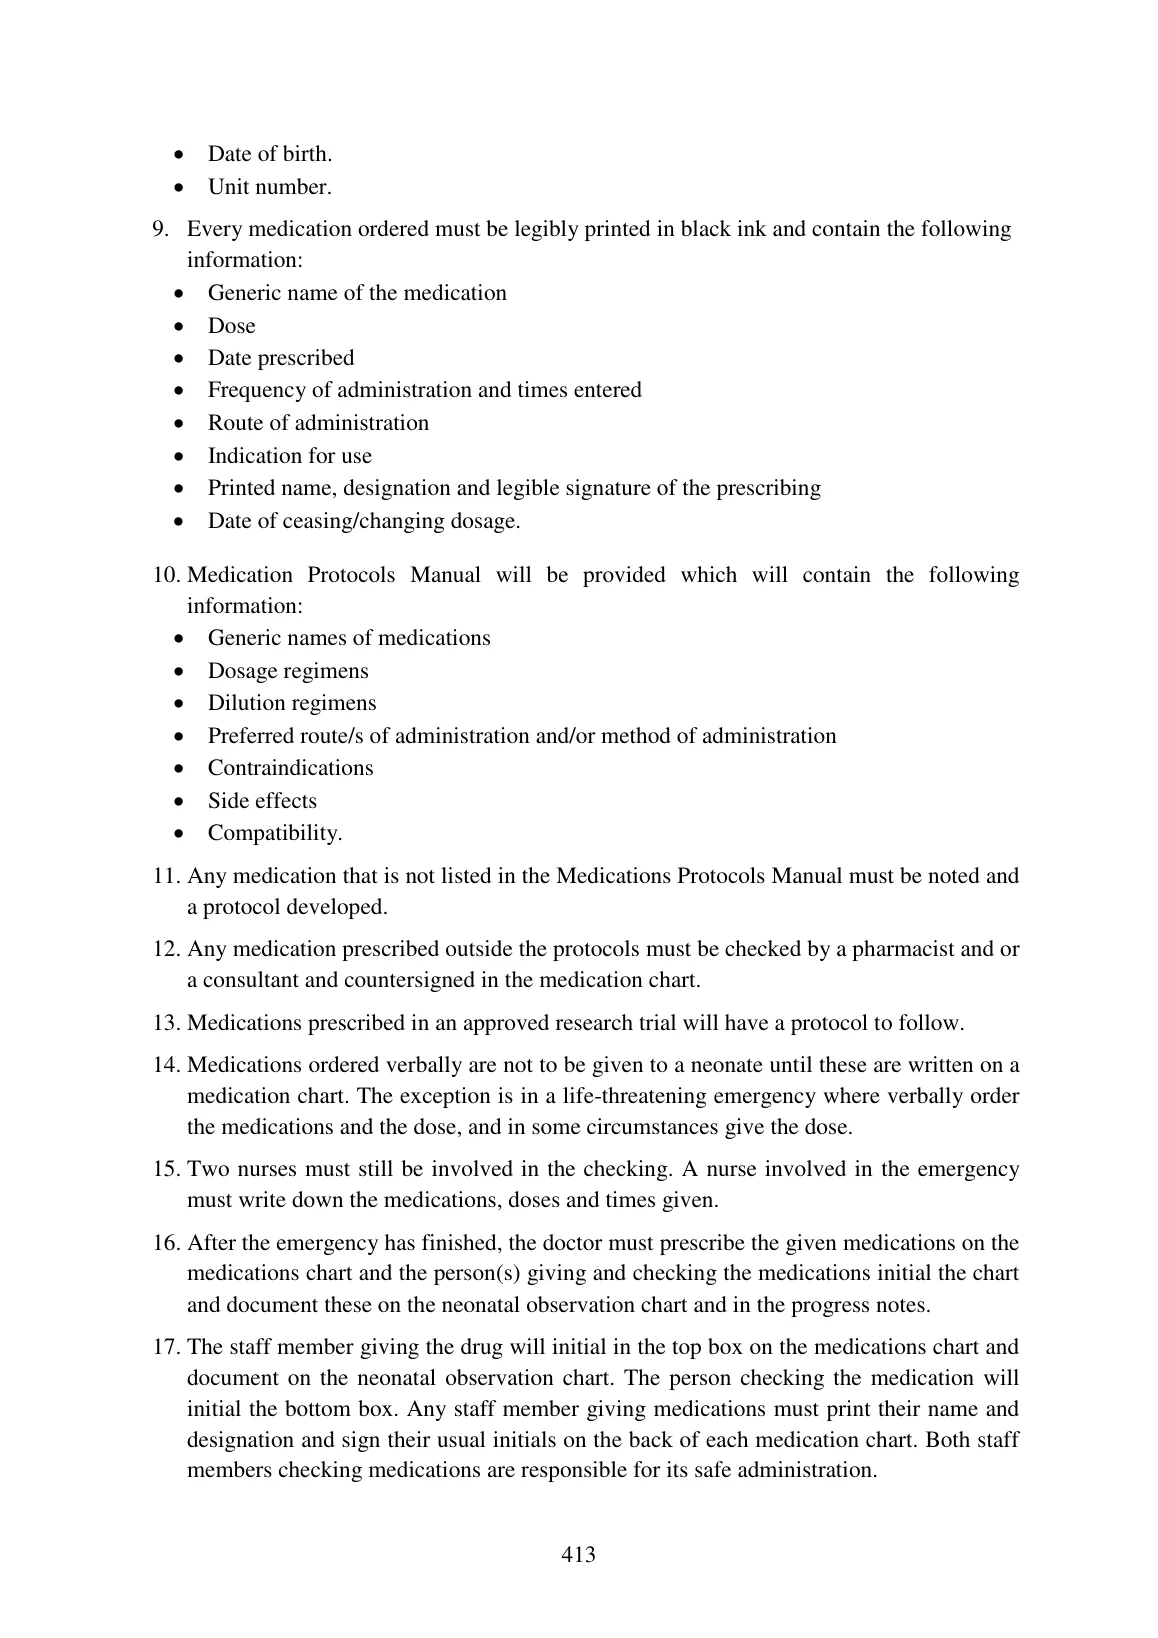 • Date of birth.
• Unit number.
9. Every medication ordered must be legibly printed in black ink and contain the following
information:
• Generic name of the medication
• Dose
• Date prescribed
• Frequency of administration and times entered
• Route of administration
• Indication for use
• Printed name, designation and legible signature of the prescribing
• Date of ceasing/changing dosage.
10. Medication Protocols Manual will be provided which will contain the following
information:
• Generic names of medications
• Dosage regimens
• Dilution regimens
• Preferred route/s of administration and/or method of administration
• Contraindications
• Side effects
• Compatibility.
11. Any medication that is not listed in the Medications Protocols Manual must be noted and
a protocol developed.
12. Any medication prescribed outside the protocols must be checked by a pharmacist and or
a consultant and countersigned in the medication chart.
13. Medications prescribed in an approved research trial will have a protocol to follow.
14. Medications ordered verbally are not to be given to a neonate until these are written on a
medication chart. The exception is in a life-threatening emergency where verbally order
the medications and the dose, and in some circumstances give the dose.
15. Two nurses must still be involved in the checking. A nurse involved in the emergency
must write down the medications, doses and times given.
16. After the emergency has finished, the doctor must prescribe the given medications on the
medications chart and the person(s) giving and checking the medications initial the chart
and document these on the neonatal observation chart and in the progress notes.
17. The staff member giving the drug will initial in the top box on the medications chart and
document on the neonatal observation chart. The person checking the medication will
initial the bottom box. Any staff member giving medications must print their name and
designation and sign their usual initials on the back of each medication chart. Both staff
members checking medications are responsible for its safe administration.
413